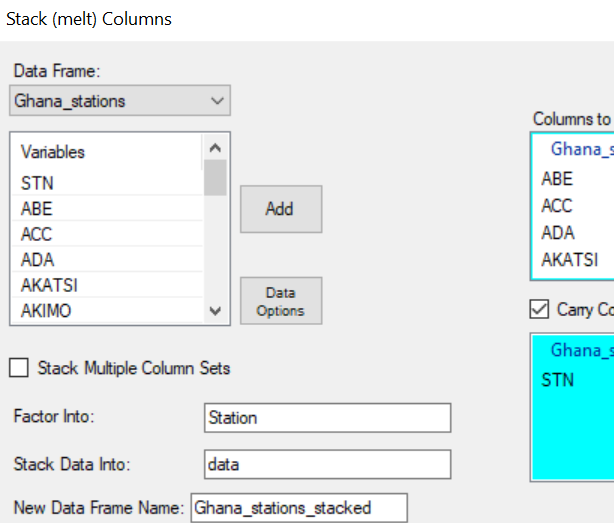 Stack (melt) Columns
Data Frame:
Ghana_stations
Variables
STN
ABE
ACC
ADA
AKATSI
AKIMO
Add
Data
Options
Columns to
Ghana_s
ABE
ACC
ADA
AKATSI
Carry Co
Ghana_s
STN
Stack Multiple Column Sets
Factor Into:
Station
Stack Data Into:
data
New Data Frame Name:
Ghana_stations_stacked